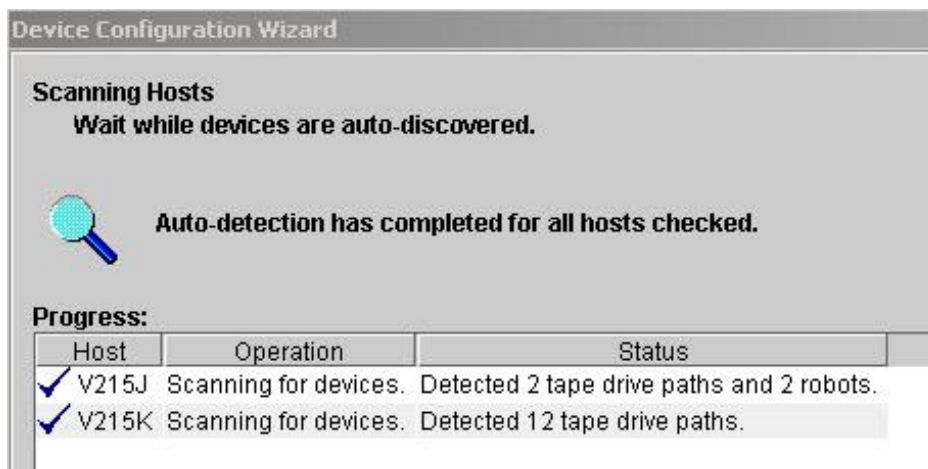 Device Configuration Wizard
Scanning Hosts
Wait while devices are auto-discovered.
Auto-detection has completed for all hosts checked.
Progress:
Host Operation Status
V215J Scanning for devices. Detected 2 tape drive paths and 2 robots.
V215K Scanning for devices. Detected 12 tape drive paths.